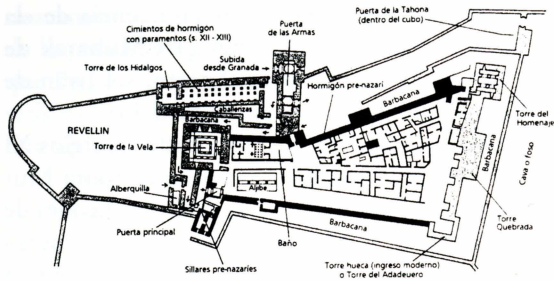 Puerta de la Tahona
(dentro del cubo)
Puerta
de las Armas
Cimientos de hormigon
con paramentos (s. XII - XIII)
Subida
desde Granada
Torre de los Hidalgos
Hormigón pre-nazarí
Caballerizas
Barbacana
Torre del
Homenaje
REVELLIN
Barbacana
Torre de la Vela
Barbacana
Cava o foso
Alberquilla
Aljibe
Torre
Quebrada
Puerta principal
Baño
Barbacana
Sillares pre-nazaríes
Torre hueca (ingreso moderno)
o Torre del Adadeuero